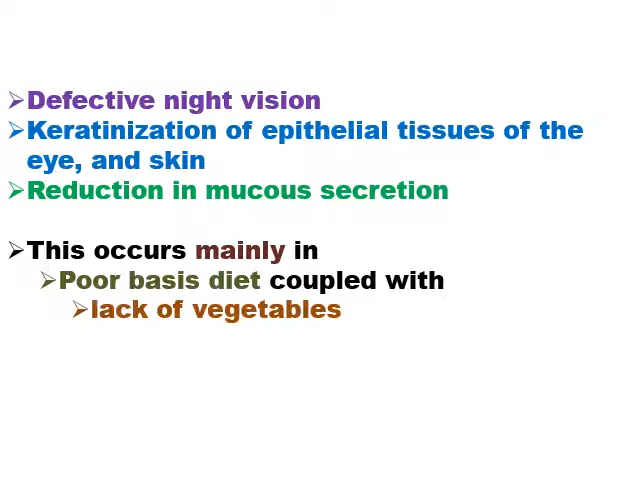 ➢Defective night vision
➢Keratinization of epithelial tissues of the
eye, and skin
➢Reduction in mucous secretion
➢This occurs mainly in
➢Poor basis diet coupled with
➢lack of vegetables